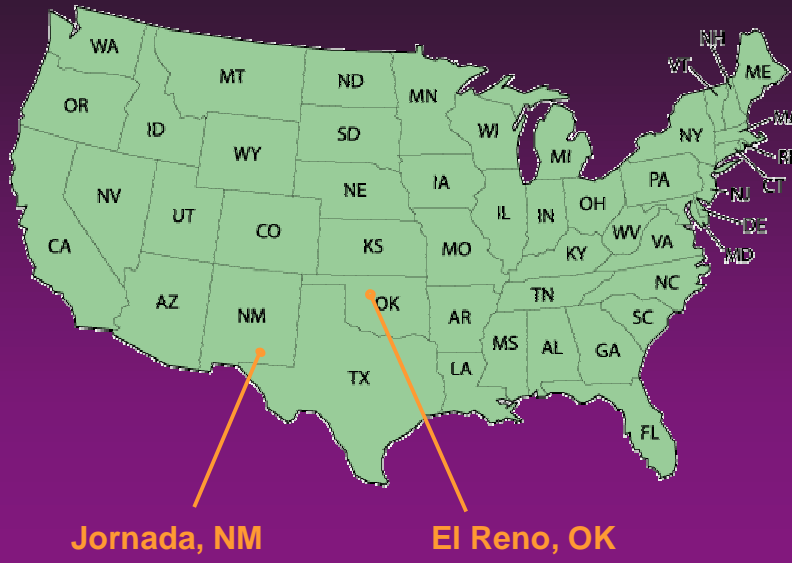 WA
MT
ND
MN
NH
VT
ME
OR
ID
SD
WI
NY
WY
MI
IA
NE
PA
CT
NV
UT
CO
IL
IN
OH
NJ
DE
CA
KS
MO
WV
VA
MD
KY
NC
AZ
NM
OK
AR
TN
SC
MS
AL
GA
TX
LA
FL
Jornada, NM
El Reno, OK